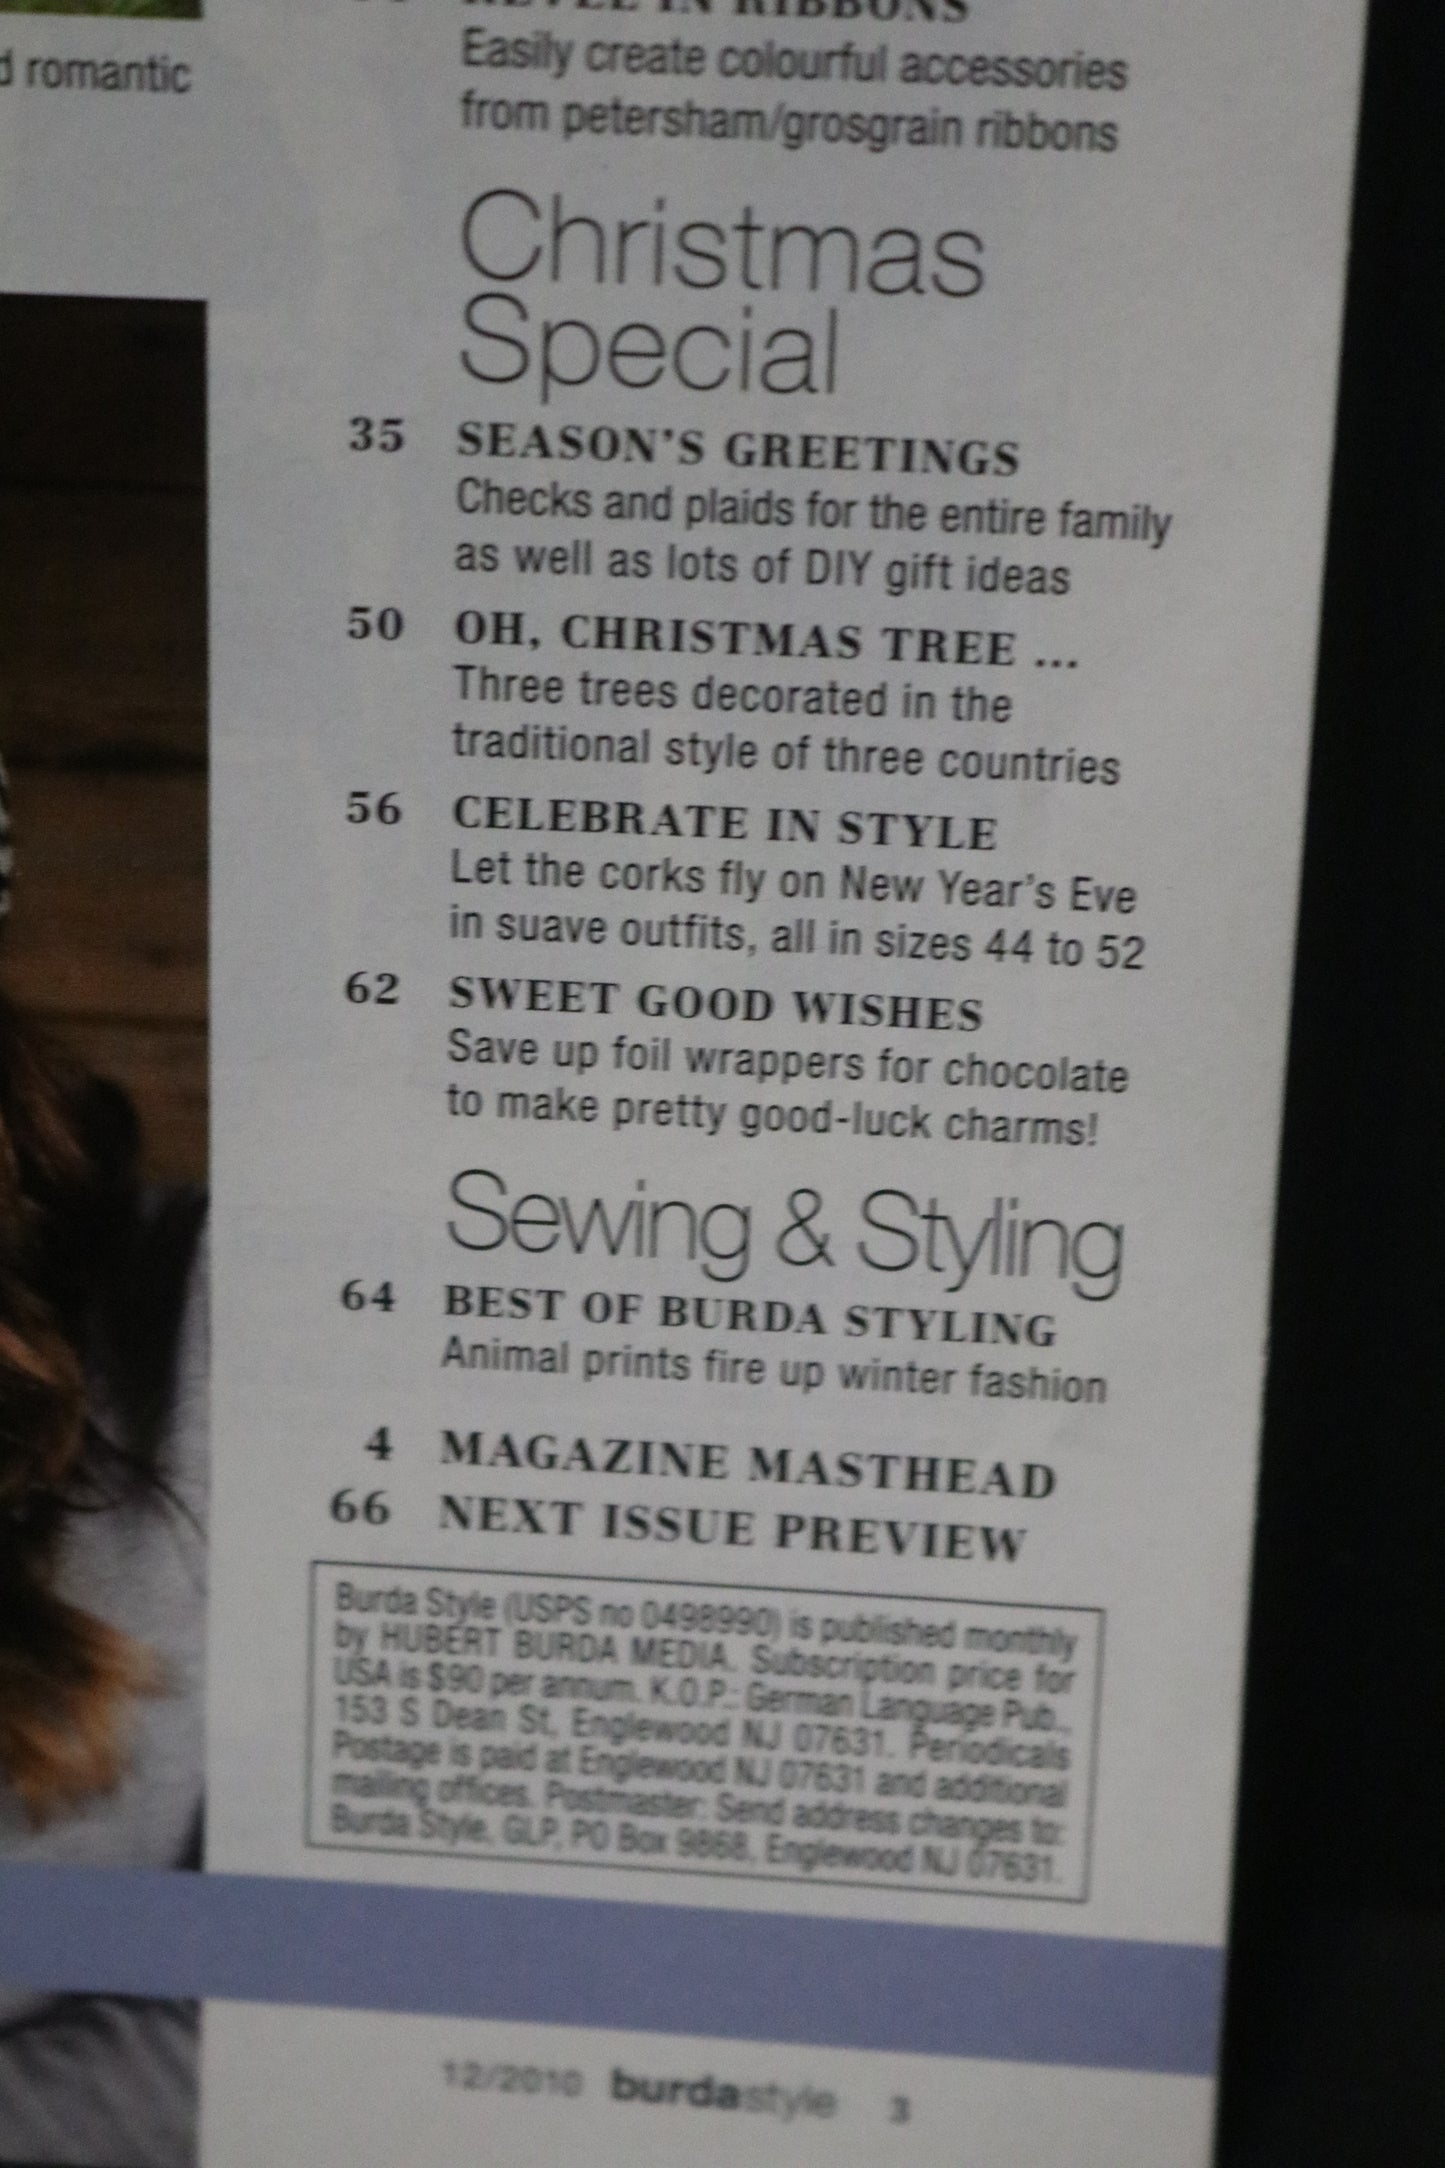 d romantic
REVEL IN RIBBONS
Easily create colourful accessories
from petersham/grosgrain ribbons
Christmas
Special
35 SEASON'S GREETINGS
Checks and plaids for the entire family
as well as lots of DIY gift ideas
50 OH, CHRISTMAS TREE ...
Three trees decorated in the
traditional style of three countries
56 CELEBRATE IN STYLE
Let the corks fly on New Year's Eve
in suave outfits, all in sizes 44 to 52
62 SWEET GOOD WISHES
Save up foil wrappers for chocolate
to make pretty good-luck charms!
Sewing & Styling
64 BEST OF BURDA STYLING
Animal prints fire up winter fashion
4 MAGAZINE MASTHEAD
66 NEXT ISSUE PREVIEW
Burda Style (USPS no 0498990) is published monthly
by HUBERT BURDA MEDIA. Subscription price for
USA is $90 per annum. K.O.P.: German Language Pub.,
153 S Dean St, Englewood NJ 07631. Periodicals
Postage is paid at Englewood NJ 07631 and additional
mailing offices. Postmaster: Send address changes to:
Burda Style, GLP, PO Box 9868, Englewood NJ 07631.
12/2010 burdastyle 3